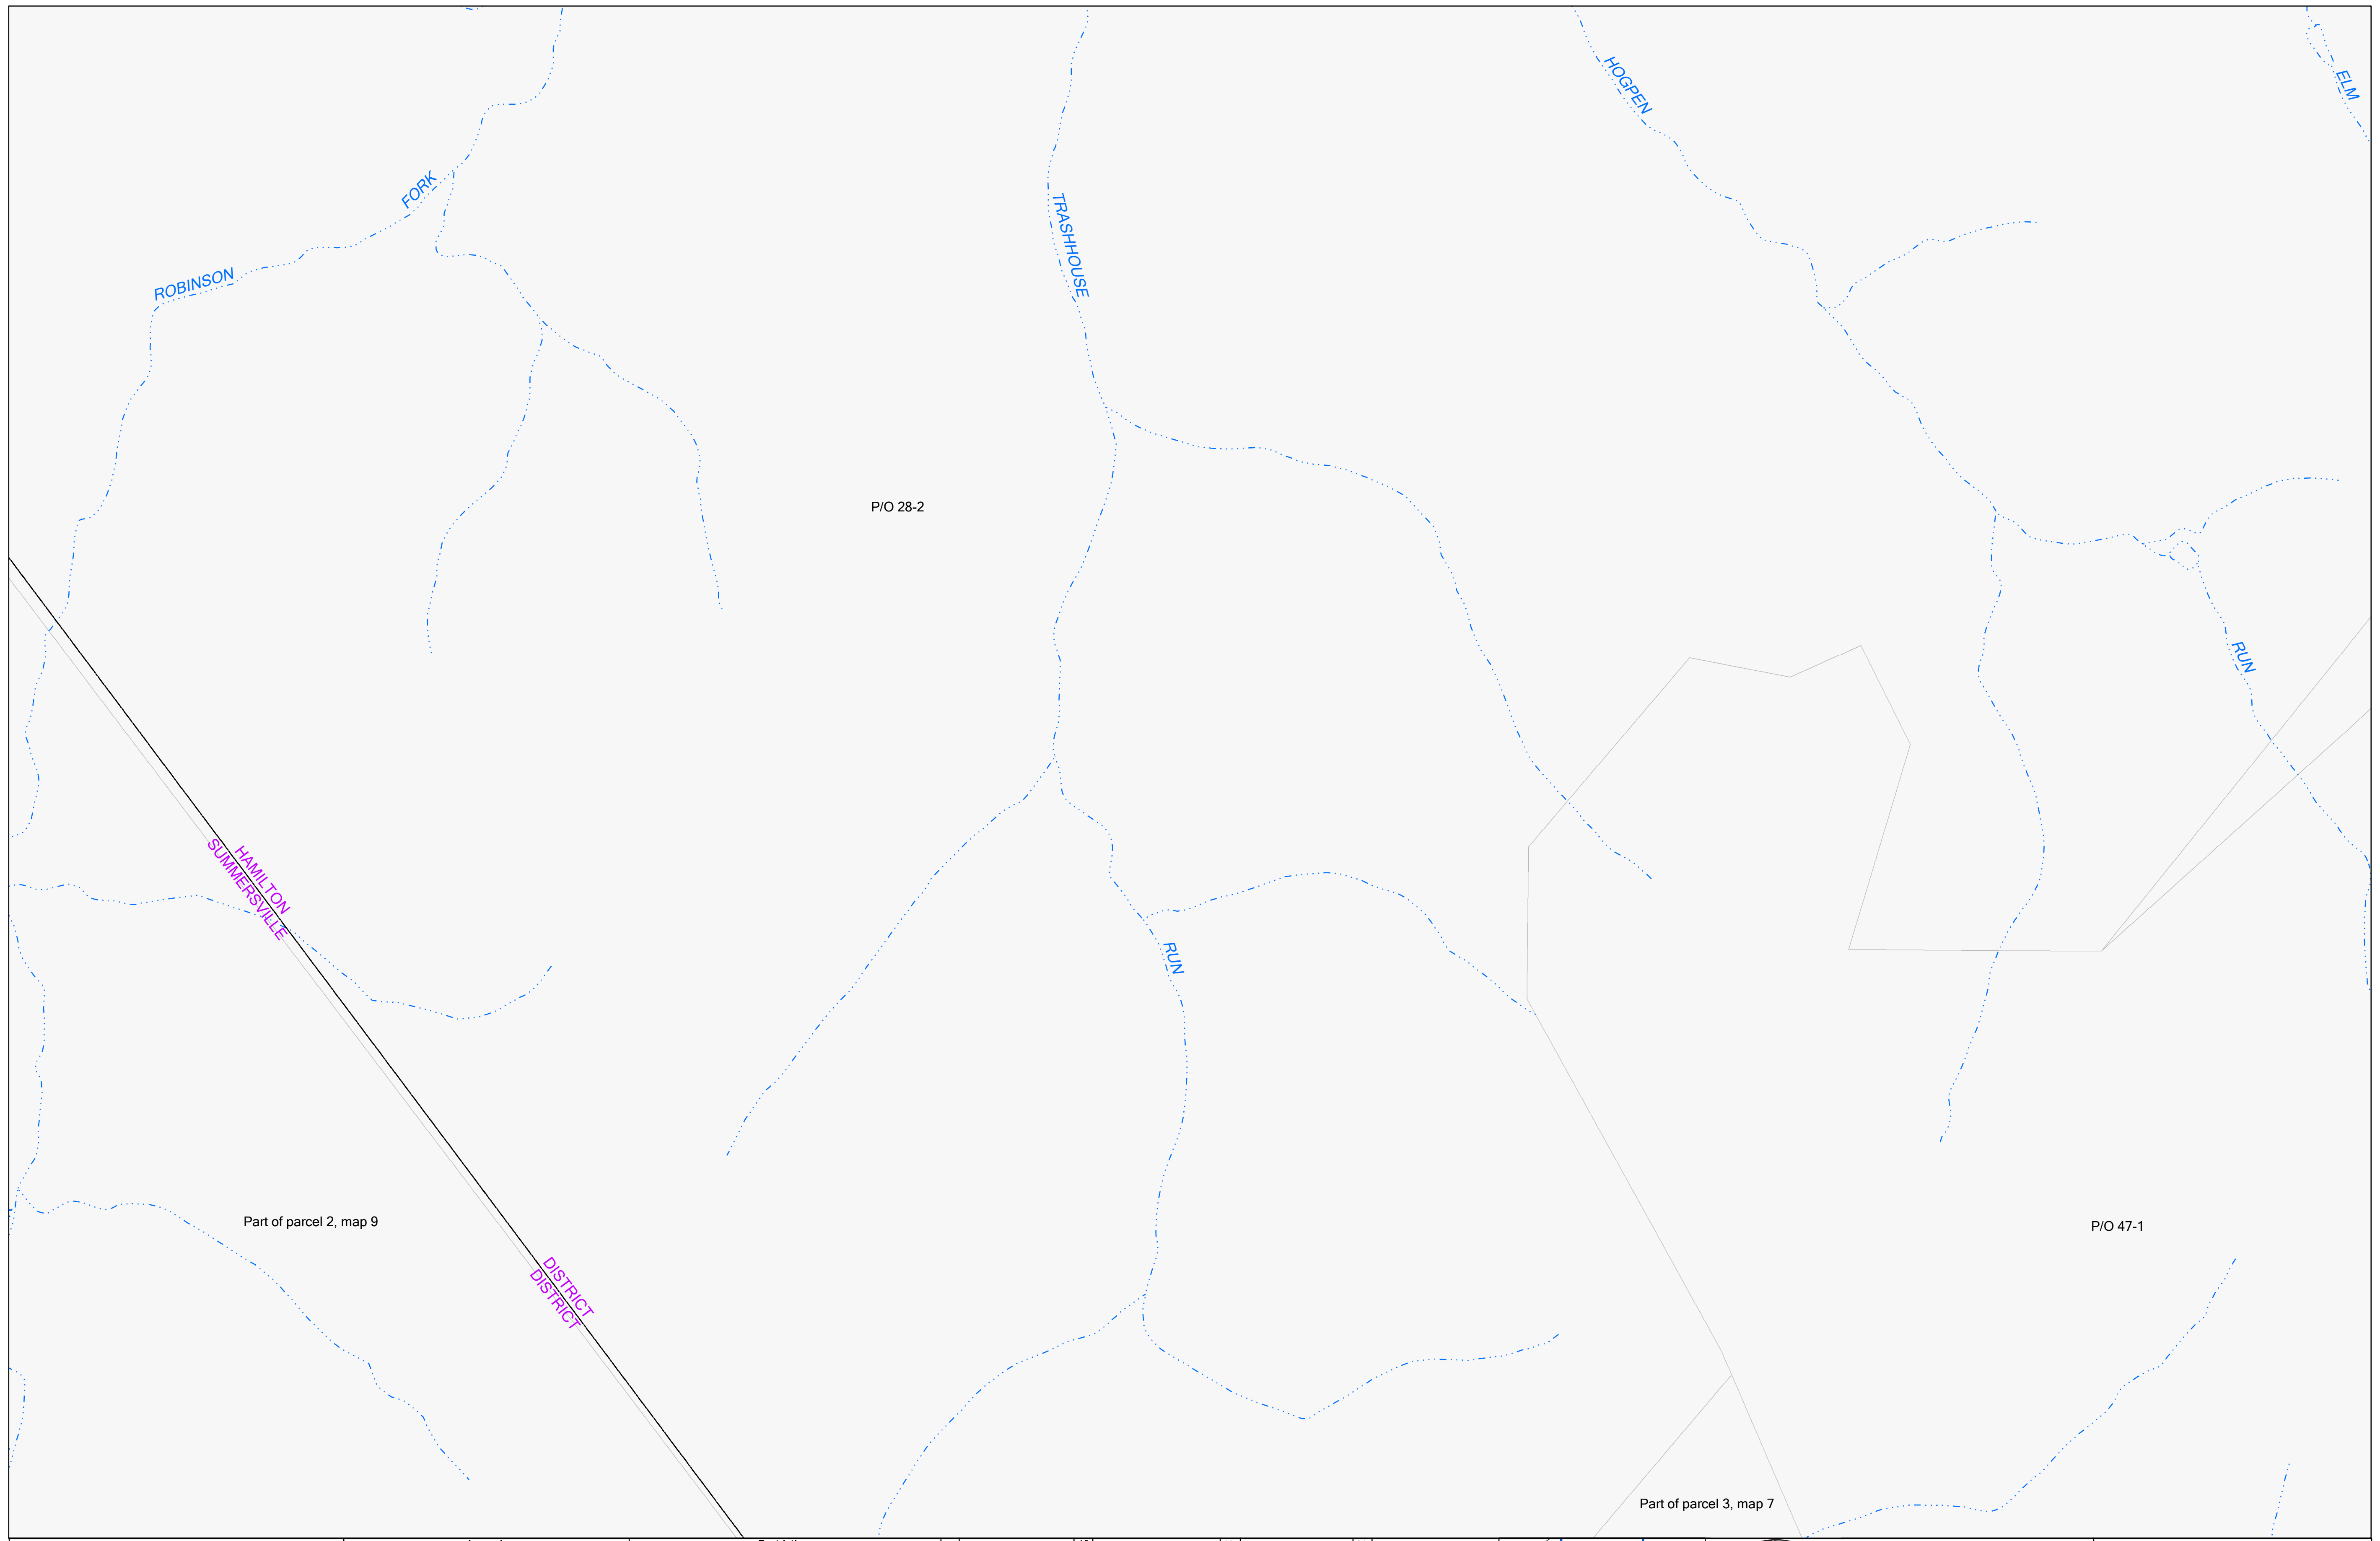 HOGPEN
ELM
FORK
ROBINSON
TRASHHOUSE
P/O 28-2
RUN
HAMILTON
SUMMERSVILLE
RUN
Part of parcel 2, map 9
P/O 47-1
DISTRICT
DISTRICT
Part of parcel 3, map 7